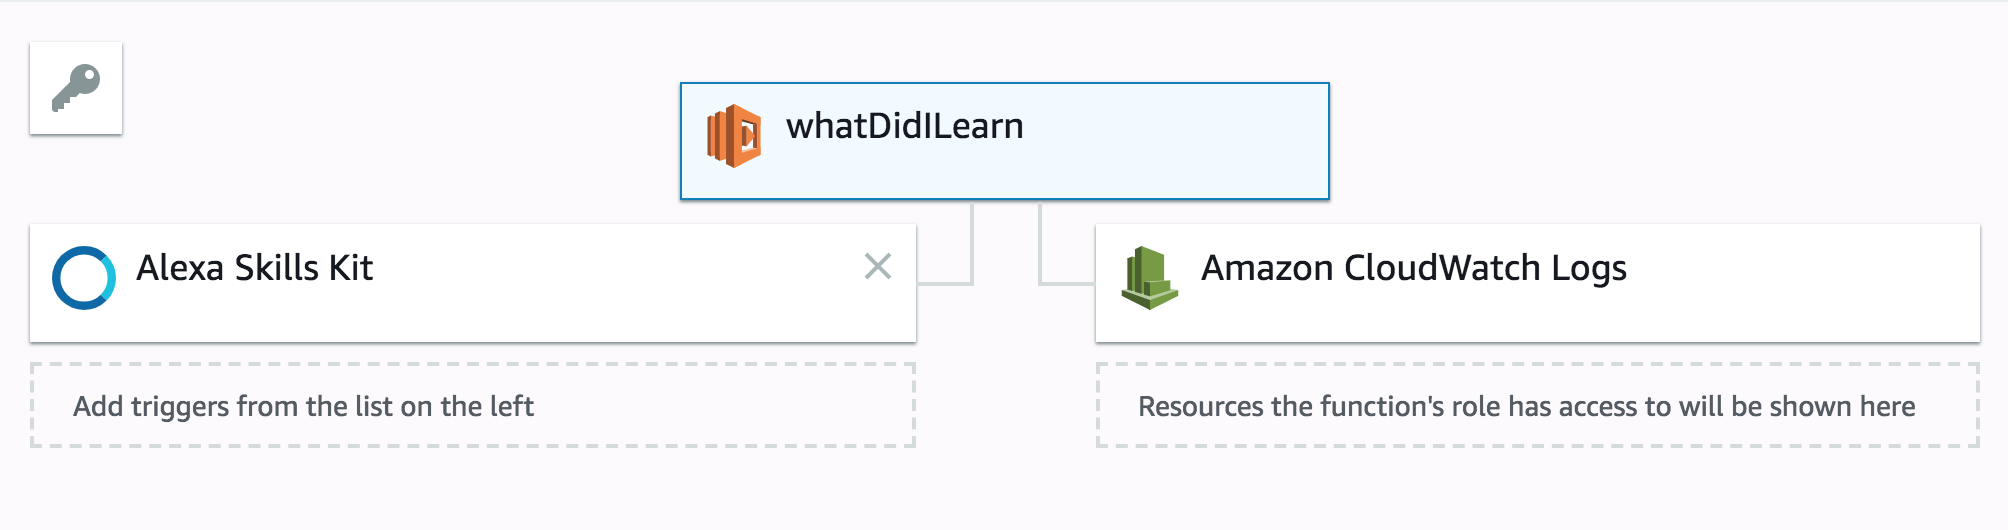 whatDidILearn
Alexa Skills Kit
Amazon CloudWatch Logs
Add triggers from the list on the left
Resources the function's role has access to will be shown here